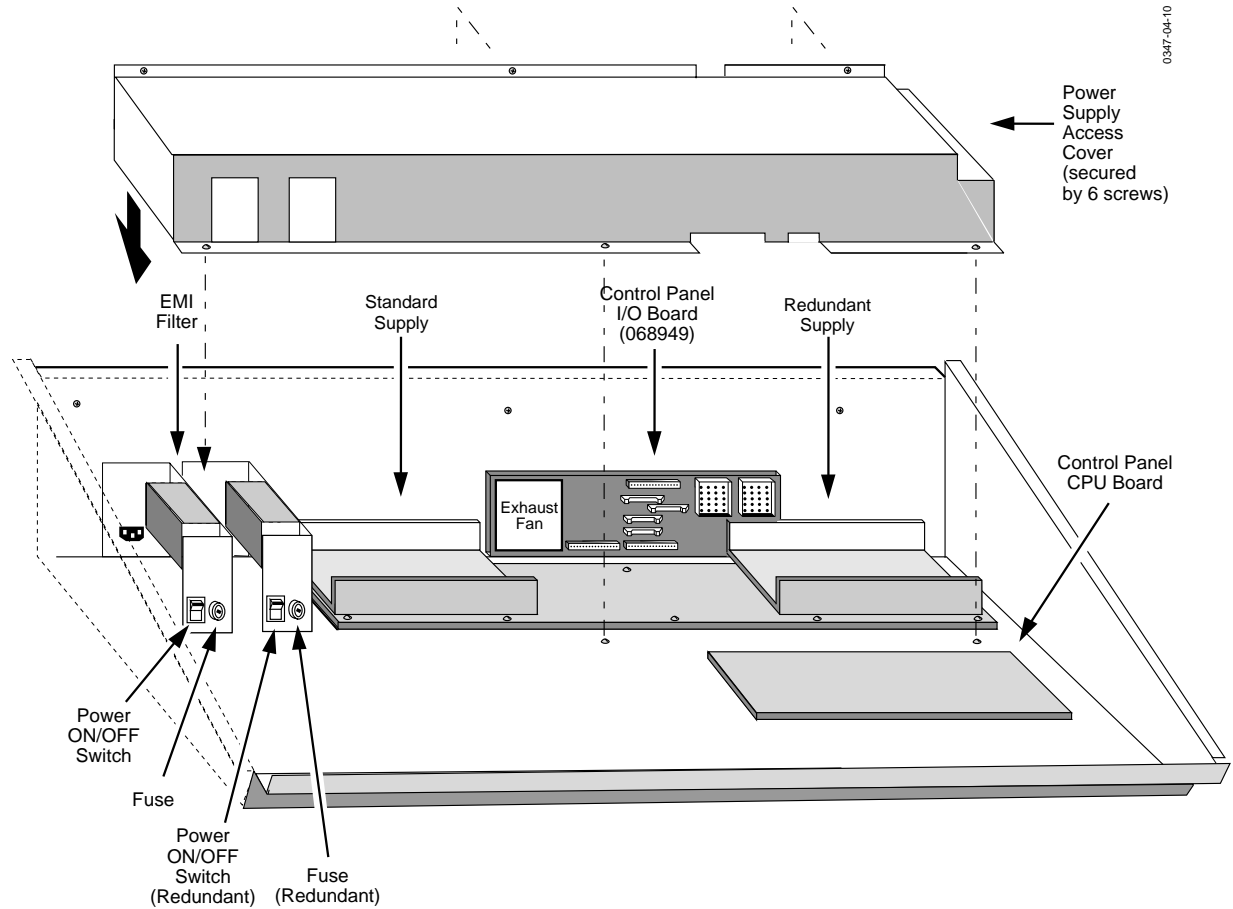 0347-04-10
Power
Supply
Access
Cover
(secured
by 6 screws)
EMI
Filter
Standard
Supply
Control Panel
I/O Board
(068949)
Redundant
Supply
Control Panel
CPU Board
Exhaust
Fan
Power
ON/OFF
Switch
Fuse
Power
ON/OFF
Switch
(Redundant)
Fuse
(Redundant)